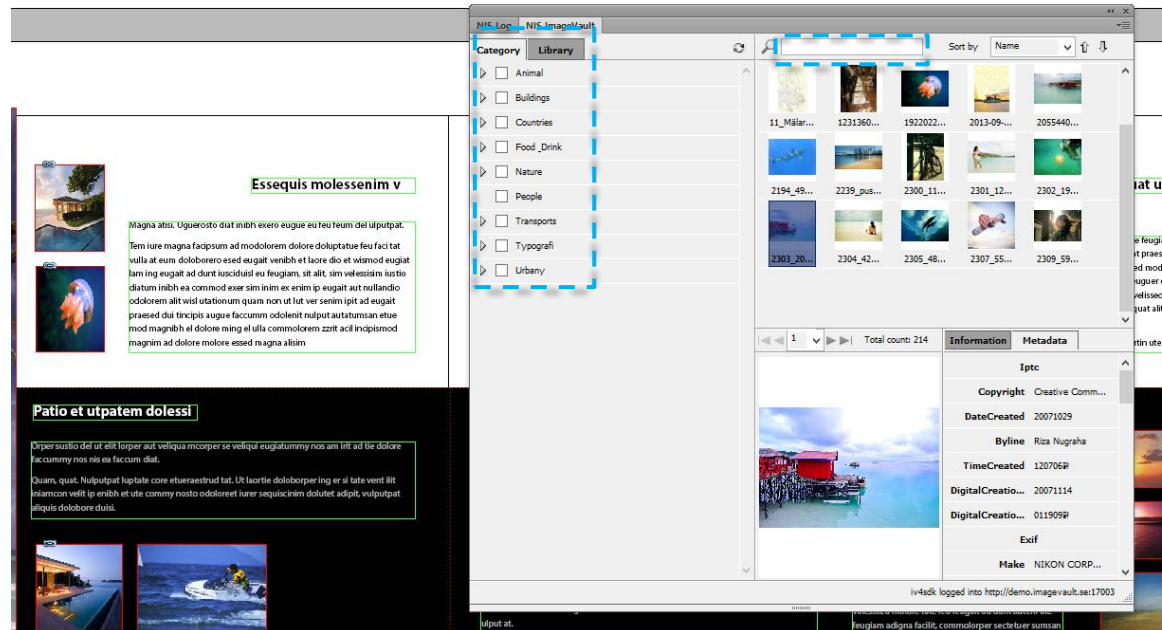 NIS Log NIS ImageVault
Category Library
Sort by Name
Animal
Buildings
Countries
Food _Drink
Nature
People
Transports
Typografi
Urbany
11_Mälar... 1231360... 1922022... 2013-09-... 2055440...
2194_49... 2239_pus... 2300_11... 2301_12... 2302_19...
2303_20... 2304_42... 2305_48... 2307_55... 2309_59...
1 Total count: 214
Information Metadata
Iptc
Copyright Creative Comm...
DateCreated 20071029
Byline Riza Nugraha
TimeCreated 120706
DigitalCreatio... 20071114
DigitalCreatio... 011909
Exif
Make NIKON CORP...
iv4sdk logged into http://demo.imagevault.se:17003
Essequis molessenim v
Magna atisi. Uguerosto diat inibh exero eugue eu feu feum del ulputpat.
Tem iure magna facipsum ad modolorem dolore doluptatue feu faci tat
vulla at eum doloborero esed eugait venibh et laore dio et wismod eugiat
lam ing eugait ad dunt iusciduisl eu feugiam, sit alit, sim velessisim iustio
diatum inibh ea commod exer sim inim ex enim ip eugait aut nullandio
odolorem alit wisl utationum quam non ut lut ver senim ipit ad eugait
praesed dui tincipis augue faccumm odolenit nulput autatumsan etue
mod magnibh el dolore ming el ulla commolorem zzrit acil incipismod
magnim ad dolore molore essed magna alisim
Patio et utpatem dolessi
Orper sustio del ut elit lorper aut veliqua mcorper se veliqui eugiatummy nos am irit ad tie dolore
faccummy nos nis ea faccum diat.
Quam, quat. Nulputpat luptate core etueraestrud tat. Ut laortie doloborper ing er si tate vent ilit
iniamcon velit ip enibh et ute commy nosto odoloreet iurer sequiscinim dolutet adipit, vulputpat
aliquis dolobore duisi.
ulput at.
feugiam adigna facilit, commolorper sectetuer sumsan